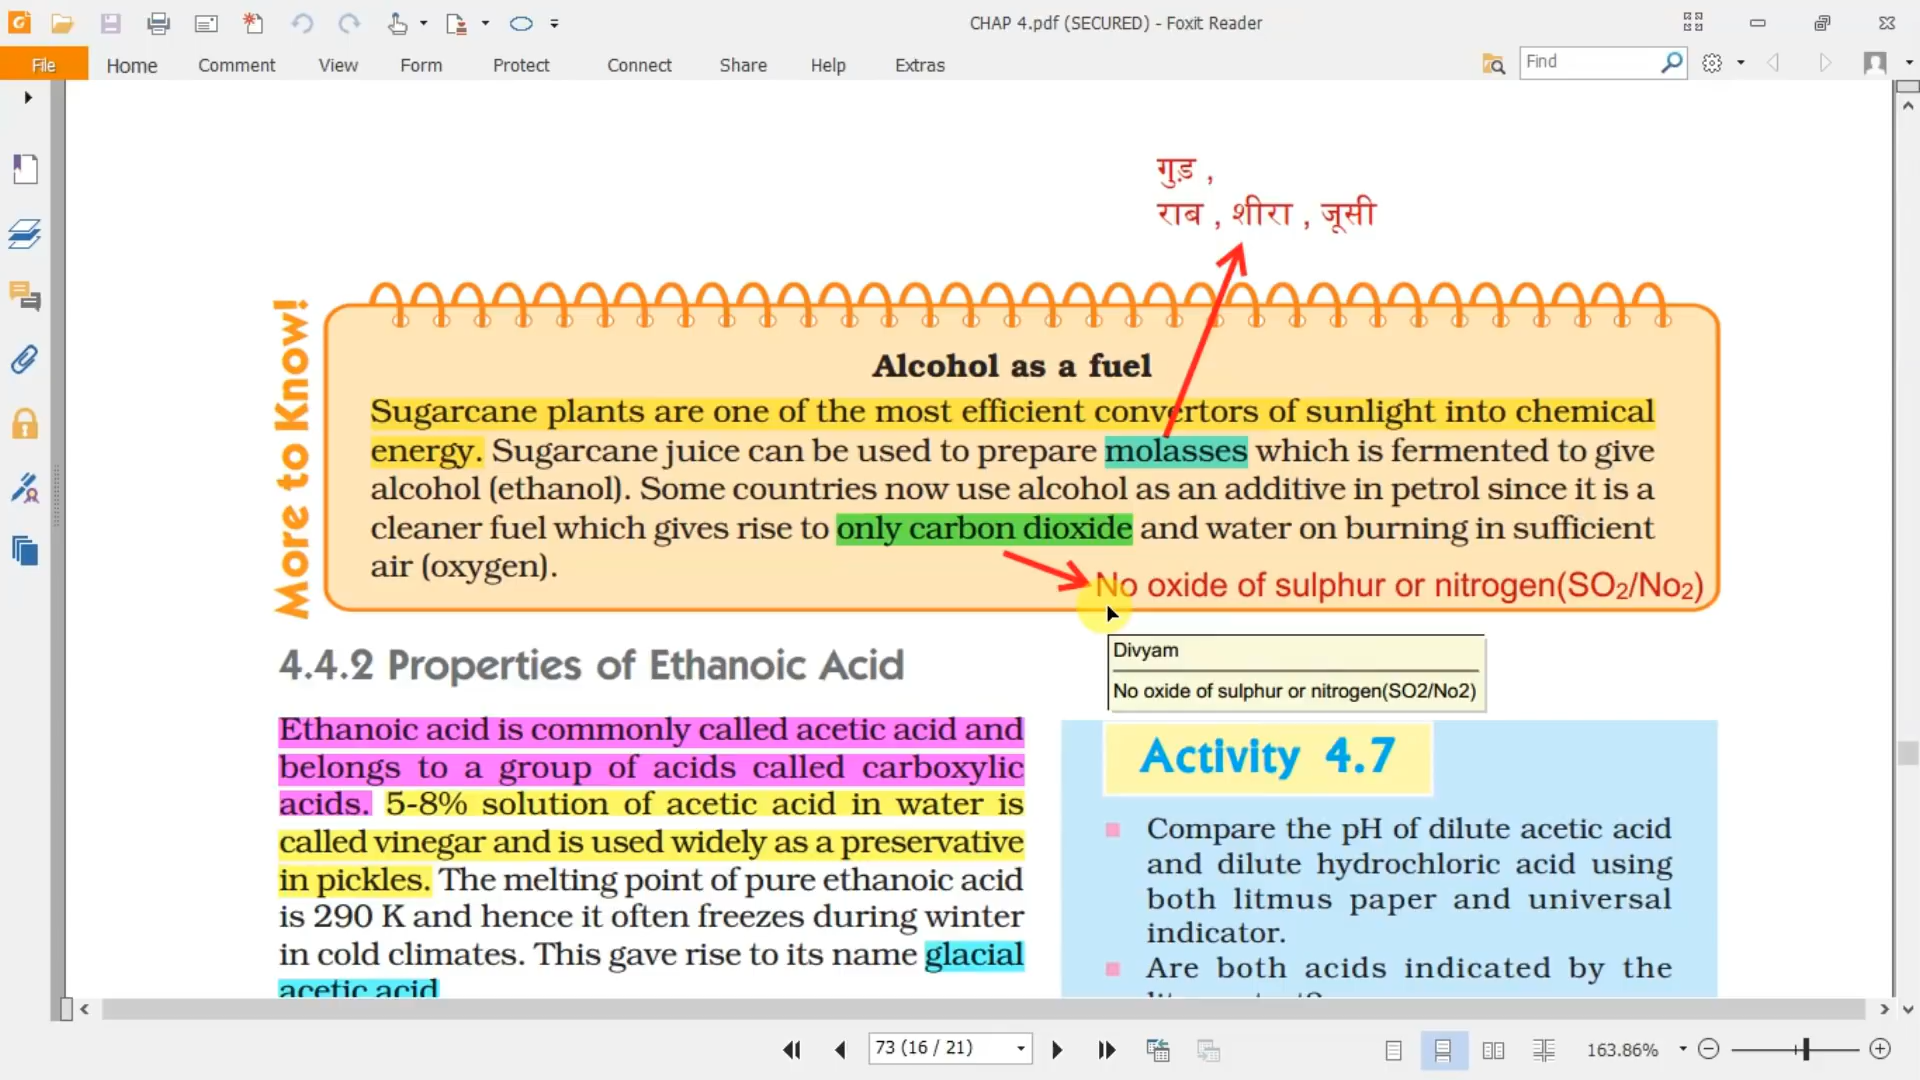 CHAP 4.pdf (SECURED) - Foxit Reader
File Home Comment View Form Protect Connect Share Help Extras
Find
गुड़ ,
राब , शीरा , जूसी
More to Know!
Alcohol as a fuel
Sugarcane plants are one of the most efficient convertors of sunlight into chemical
energy. Sugarcane juice can be used to prepare molasses which is fermented to give
alcohol (ethanol). Some countries now use alcohol as an additive in petrol since it is a
cleaner fuel which gives rise to only carbon dioxide and water on burning in sufficient
air (oxygen).
No oxide of sulphur or nitrogen(SO2/No2)
Divyam
No oxide of sulphur or nitrogen(SO2/No2)
4.4.2 Properties of Ethanoic Acid
Ethanoic acid is commonly called acetic acid and
belongs to a group of acids called carboxylic
acids. 5-8% solution of acetic acid in water is
called vinegar and is used widely as a preservative
in pickles. The melting point of pure ethanoic acid
is 290 K and hence it often freezes during winter
in cold climates. This gave rise to its name glacial
acetic acid
Activity 4.7
Compare the pH of dilute acetic acid
and dilute hydrochloric acid using
both litmus paper and universal
indicator.
Are both acids indicated by the
73 (16 / 21)
163.86%